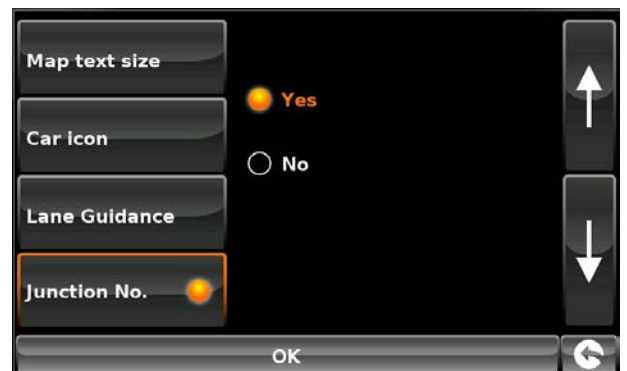 Map text size
Yes
Car icon
No
Lane Guidance
Junction No.
OK